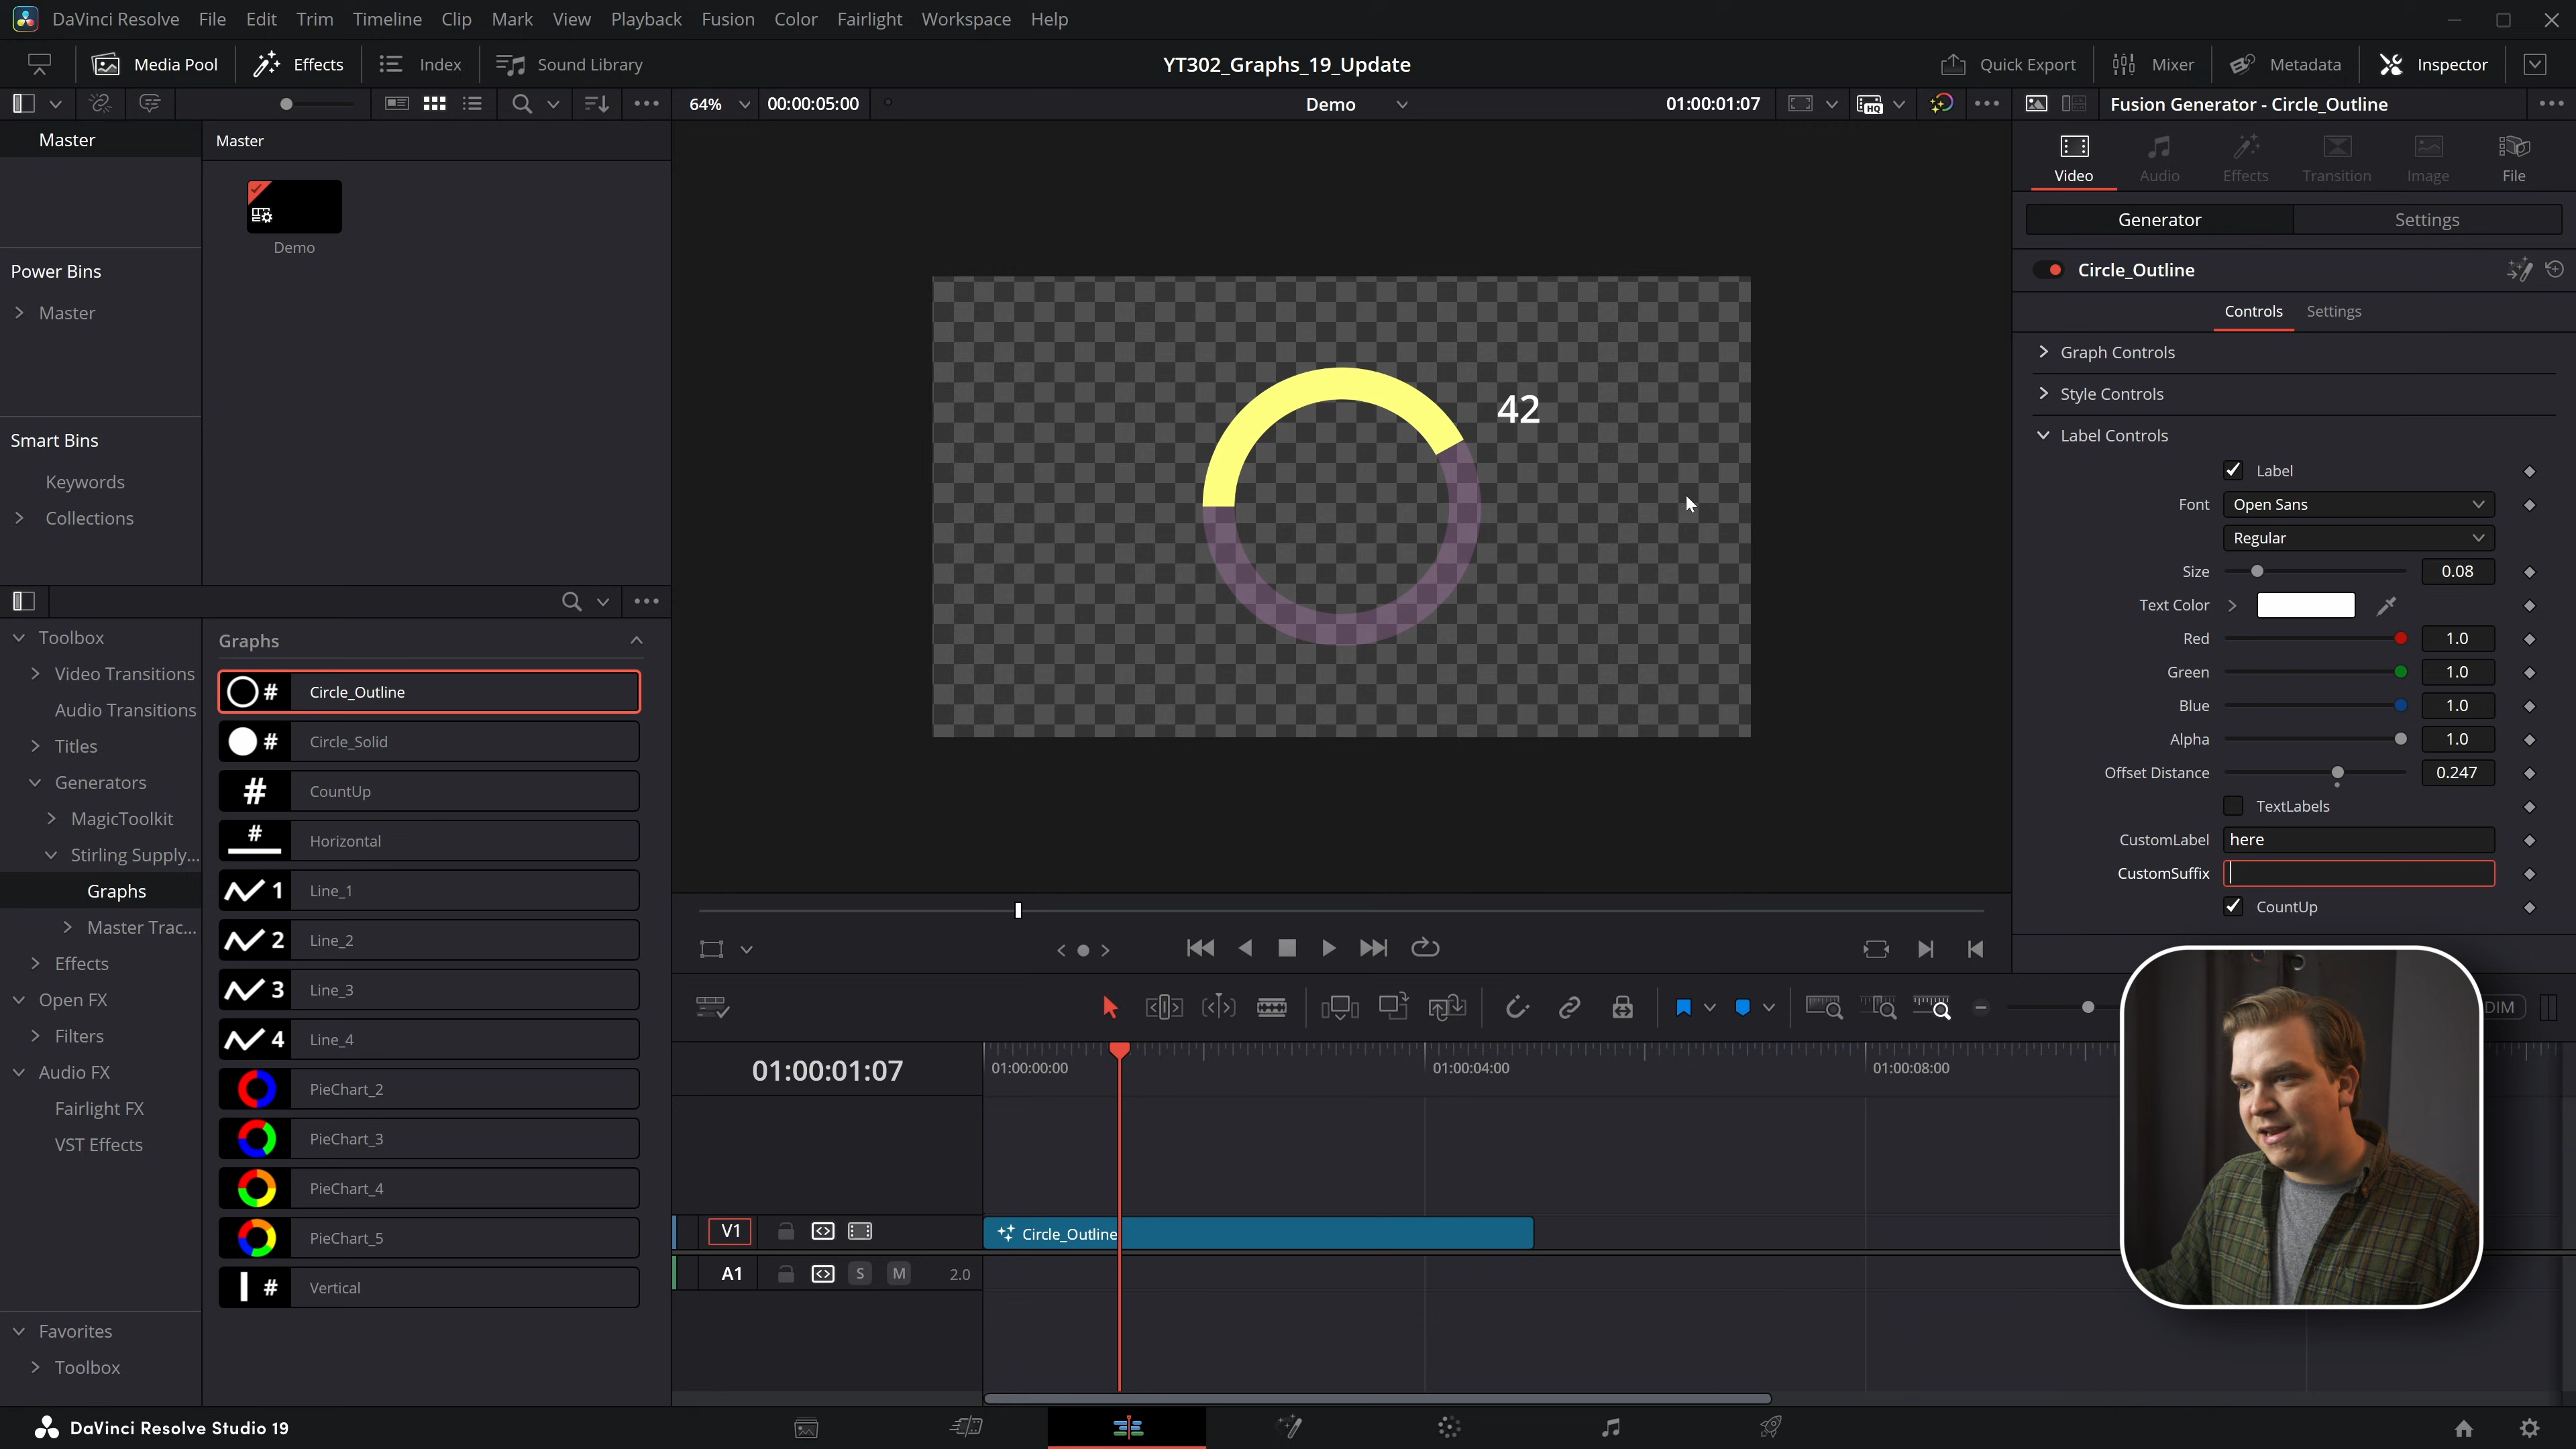 DaVinci Resolve File Edit Trim Timeline Clip Mark View Playback Fusion Color Fairlight Workspace Help
Media Pool Effects Index Sound Library YT302_Graphs_19_Update Quick Export Mixer Metadata Inspector
64% 00:00:05:00 Demo 01:00:01:07 Fusion Generator - Circle_Outline
Master
Master
Demo
Power Bins
Master
Smart Bins
Keywords
Collections
42
Video Audio Effects Transition Image File
Generator Settings
Circle_Outline
Controls Settings
Graph Controls
Style Controls
Label Controls
Label
Font Open Sans
Regular
Size 0.08
Text Color
Red 1.0
Green 1.0
Blue 1.0
Alpha 1.0
Offset Distance 0.247
TextLabels
CustomLabel here
CustomSuffix
CountUp
Toolbox
Video Transitions
Audio Transitions
Titles
Generators
MagicToolkit
Stirling Supply...
Graphs
Master Trac...
Effects
Open FX
Filters
Audio FX
Fairlight FX
VST Effects
Favorites
Toolbox
Graphs
# Circle_Outline
# Circle_Solid
# CountUp
# Horizontal
1 Line_1
2 Line_2
3 Line_3
4 Line_4
PieChart_2
PieChart_3
PieChart_4
PieChart_5
# Vertical
DIM
01:00:01:07 01:00:00:00 01:00:04:00 01:00:08:00
V1 Circle_Outline
A1 S M 2.0
DaVinci Resolve Studio 19